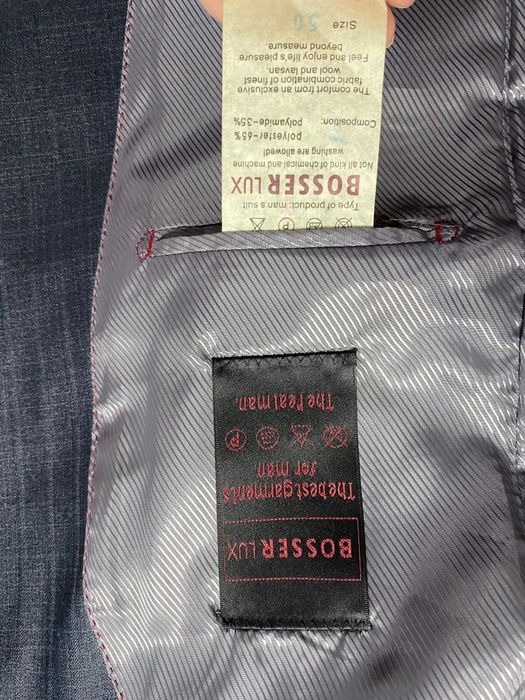 BOSSER LUX
Type of product: man s suit
Not all kind of chemical and machine
washing are allowed!
Composition: polyester-65%
polyamide-35%
The comfort from an exclusive
fabric combination of finest
wool and lavsan.
Feel and enjoy life's pleasure
beyond measure.
Size 50
BOSSER LUX
The best garments
for man.
P
The Real man.